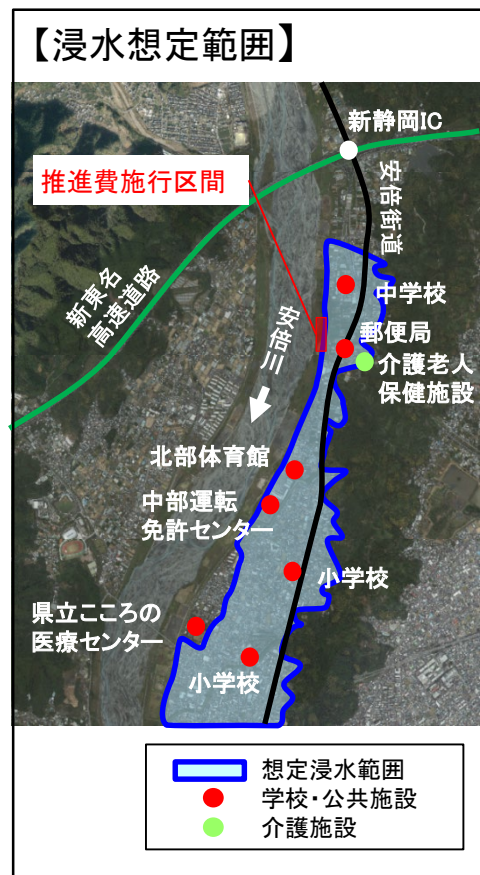 【浸水想定範囲】
新静岡IC
推進費施行区間
安倍街道
新東名
高速道路
中学校
安倍川
郵便局
介護老人
保健施設
北部体育館
中部運転
免許センター
小学校
県立こころの
医療センター
小学校
想定浸水範囲
学校・公共施設
介護施設